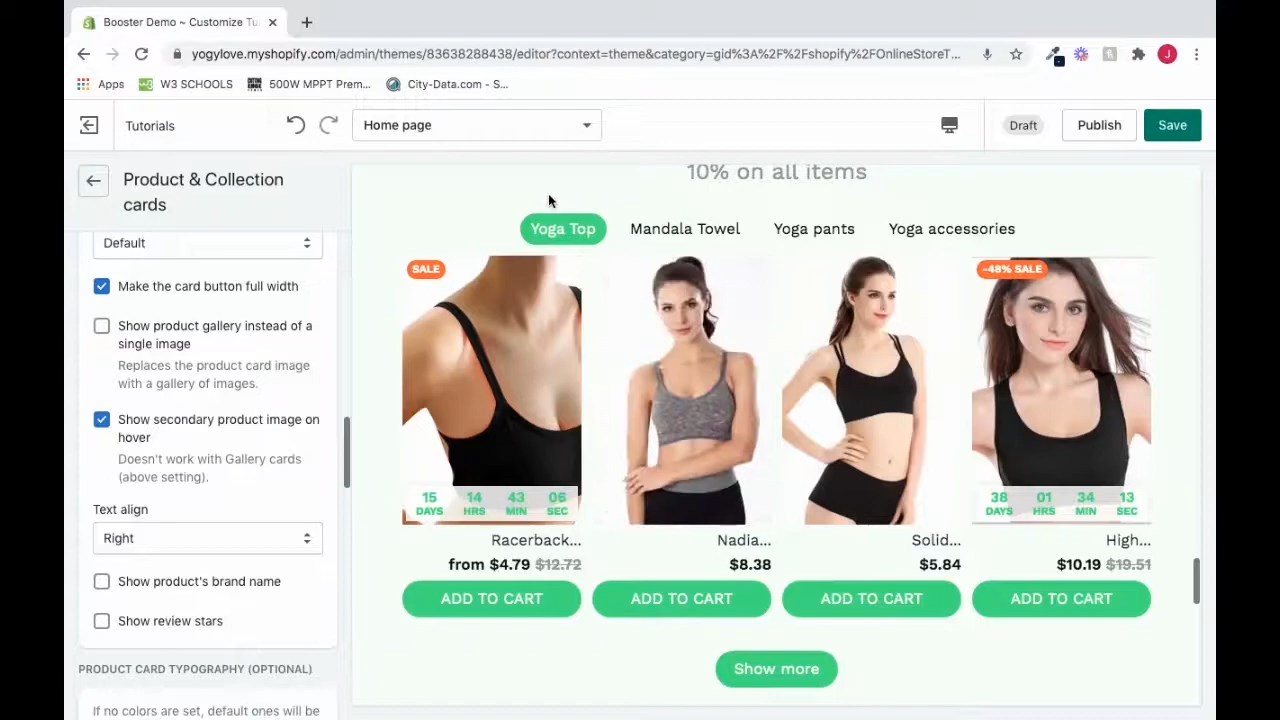 Booster Demo ~ Customize Tu
yogylove.myshopify.com/admin/themes/83638288438/editor?context=theme&category=gid%3A%2F%2Fshopify%2FOnlineStoreT...
J
Apps W3 SCHOOLS 500W MPPT Prem... City-Data.com - S...
Tutorials Home page Draft Publish Save
Product & Collection
cards
Default
Make the card button full width
Show product gallery instead of a
single image
Replaces the product card image
with a gallery of images.
Show secondary product image on
hover
Doesn't work with Gallery cards
(above setting).
Text align
Right
Show product's brand name
Show review stars
PRODUCT CARD TYPOGRAPHY (OPTIONAL)
If no colors are set, default ones will be
10% on all items
Yoga Top Mandala Towel Yoga pants Yoga accessories
SALE -48% SALE
15 14 43 06 38 01 34 13
DAYS HRS MIN SEC DAYS HRS MIN SEC
Racerback... Nadia... Solid... High...
from $4.79 $12.72 $8.38 $5.84 $10.19 $19.51
ADD TO CART ADD TO CART ADD TO CART ADD TO CART
Show more